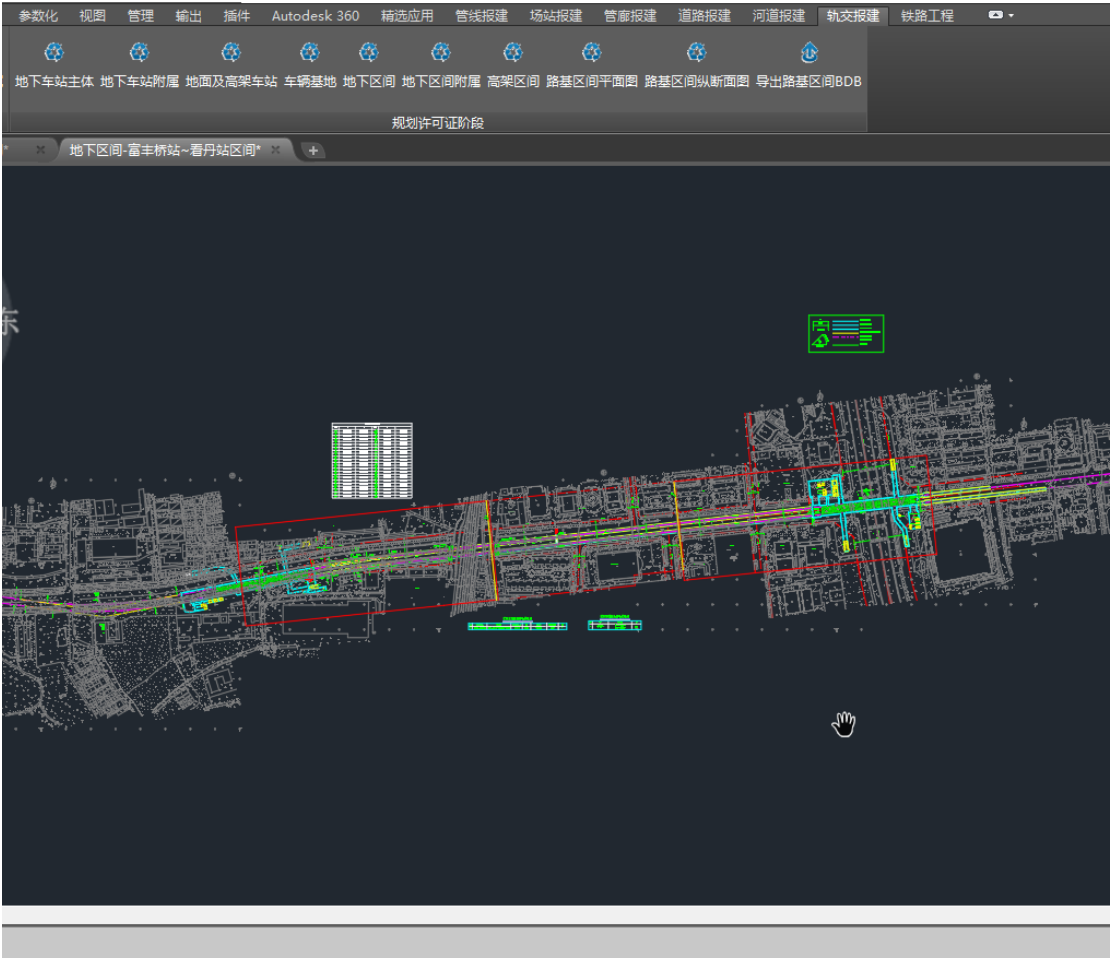 参数化 视图 管理 输出 插件 Autodesk 360 精选应用 管线报建 场站报建 管廊报建 道路报建 河道报建 轨交报建 铁路工程
地下车站主体 地下车站附属 地面及高架车站 车辆基地 地下区间 地下区间附属 高架区间 路基区间平面图 路基区间纵断面图 导出路基区间BDB
规划许可证阶段
地下区间-富丰桥站~看丹站区间*
东